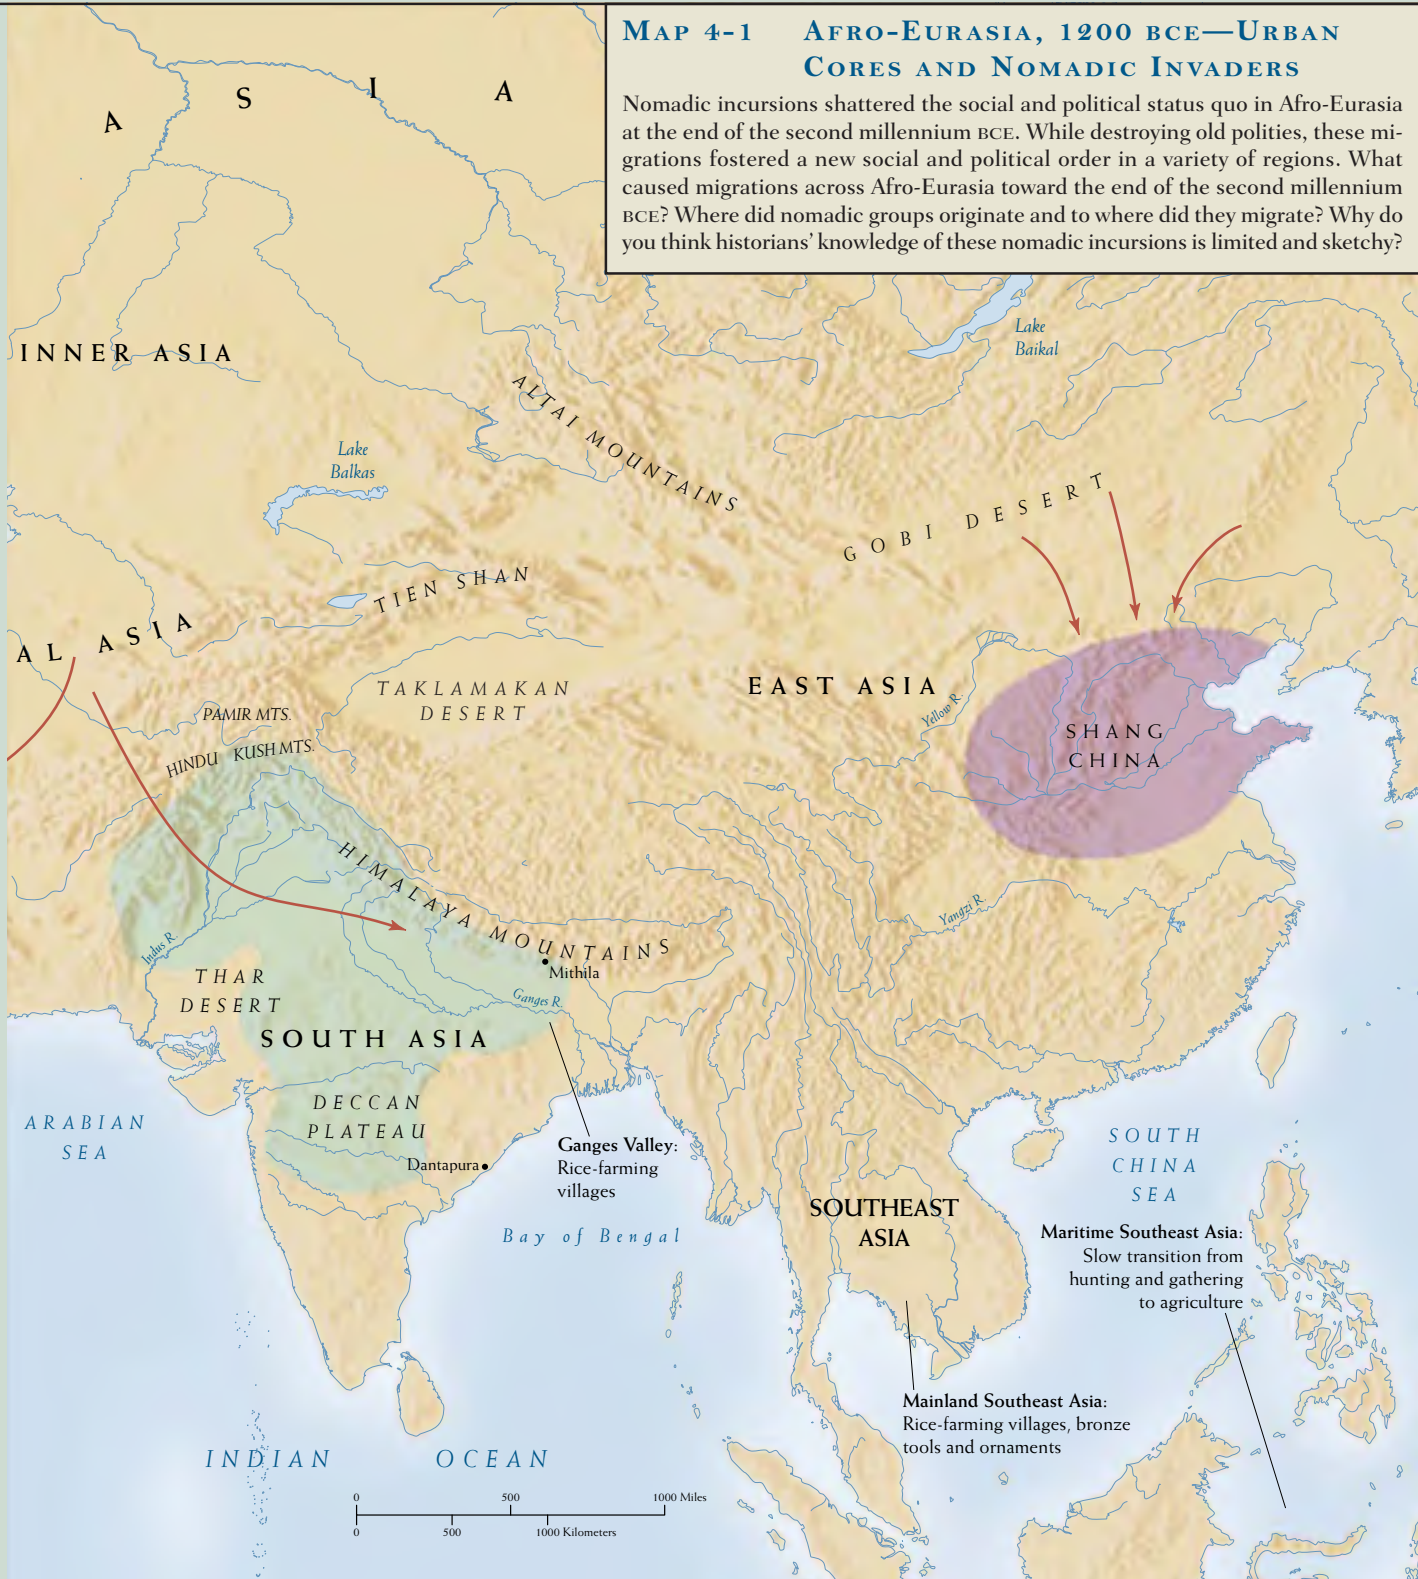 MAP 4-1 AFRO-EURASIA, 1200 BCE—URBAN
CORES AND NOMADIC INVADERS
Nomadic incursions shattered the social and political status quo in Afro-Eurasia
at the end of the second millennium BCE. While destroying old polities, these mi-
grations fostered a new social and political order in a variety of regions. What
caused migrations across Afro-Eurasia toward the end of the second millennium
BCE? Where did nomadic groups originate and to where did they migrate? Why do
you think historians' knowledge of these nomadic incursions is limited and sketchy?
A S I A
Lake
Baikal
INNER ASIA
ALTAI MOUNTAINS
Lake
Balkas
GOBI DESERT
TIEN SHAN
AL ASIA
TAKLAMAKAN
DESERT
EAST ASIA
Yellow R.
PAMIR MTS.
HINDU KUSH MTS.
SHANG
CHINA
HIMALAYA MOUNTAINS
Yangzi R.
Indus R.
Mithila
THAR
DESERT
Ganges R.
SOUTH ASIA
DECCAN
PLATEAU
ARABIAN
SEA
Dantapura
Ganges Valley:
Rice-farming
villages
SOUTH
CHINA
SEA
Bay of Bengal
SOUTHEAST
ASIA
Maritime Southeast Asia:
Slow transition from
hunting and gathering
to agriculture
Mainland Southeast Asia:
Rice-farming villages, bronze
tools and ornaments
INDIAN OCEAN
0 500 1000 Miles
0 500 1000 Kilometers